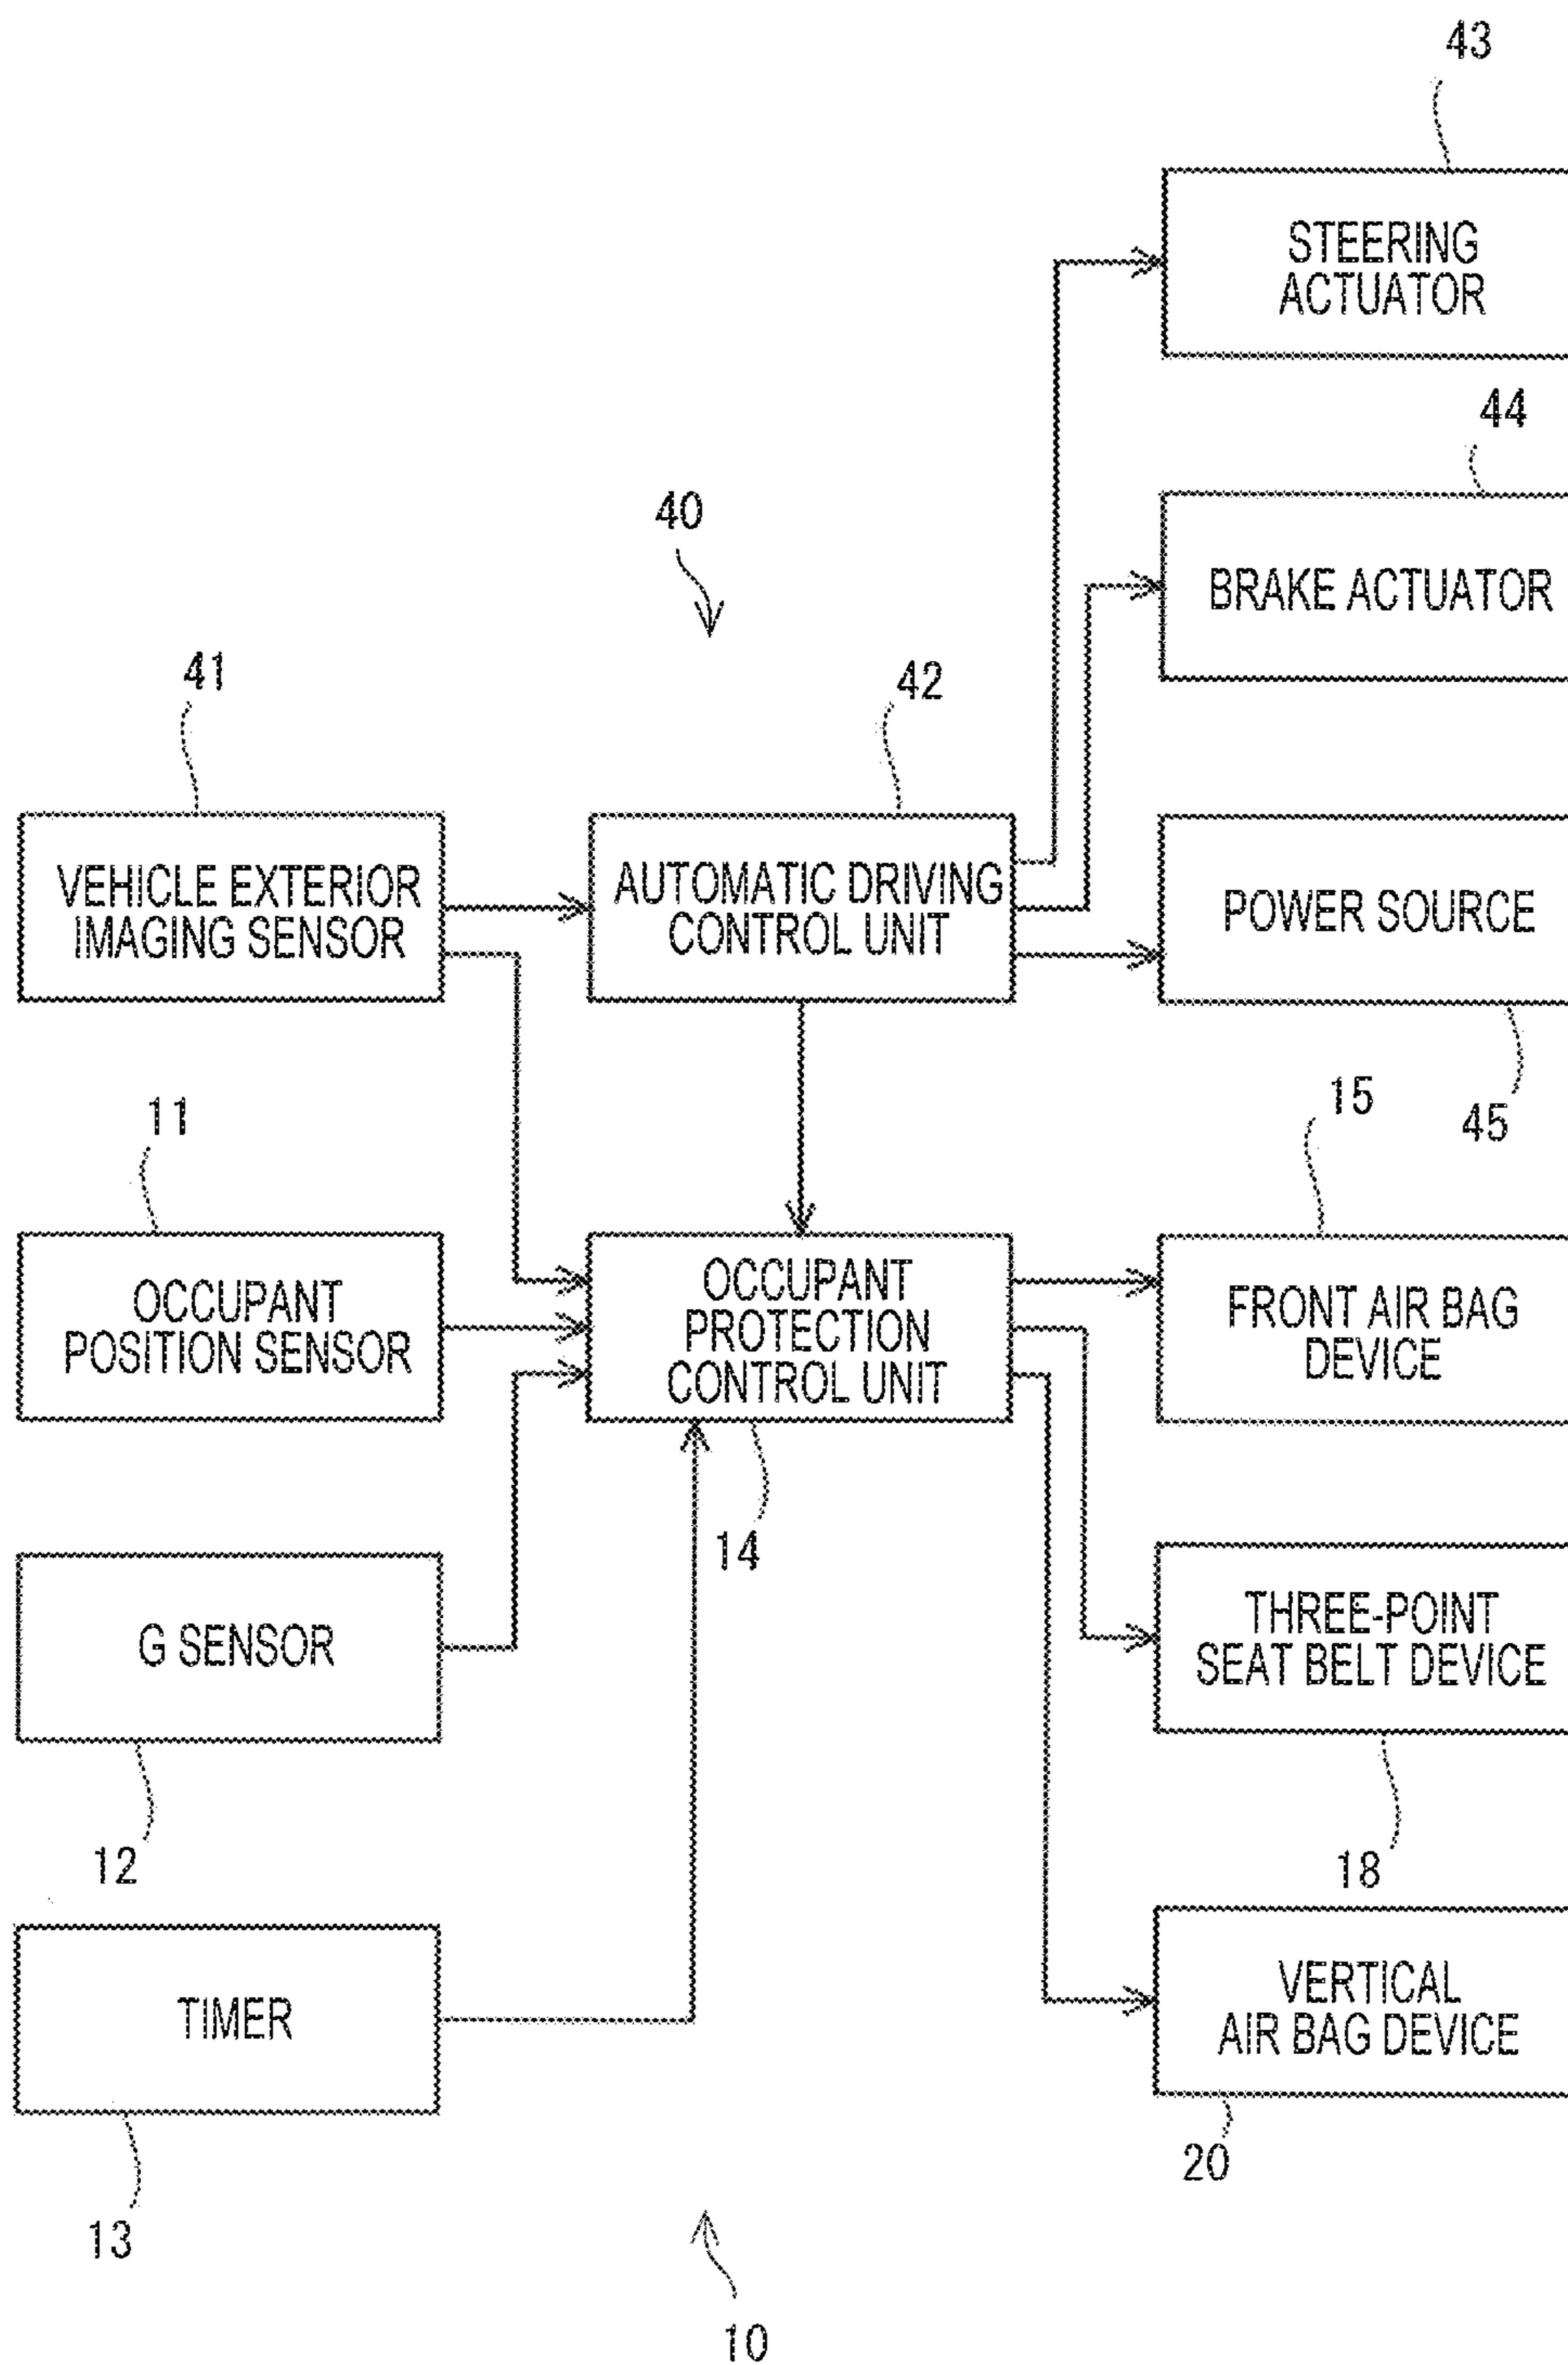 43
STEERING
ACTUATOR
44
BRAKE ACTUATOR
40
41
42
VEHICLE EXTERIOR
IMAGING SENSOR
AUTOMATIC DRIVING
CONTROL UNIT
POWER SOURCE
45
11
15
OCCUPANT
POSITION SENSOR
OCCUPANT
PROTECTION
CONTROL UNIT
FRONT AIR BAG
DEVICE
14
G SENSOR
THREE-POINT
SEAT BELT DEVICE
12
18
TIMER
VERTICAL
AIR BAG DEVICE
20
13
10